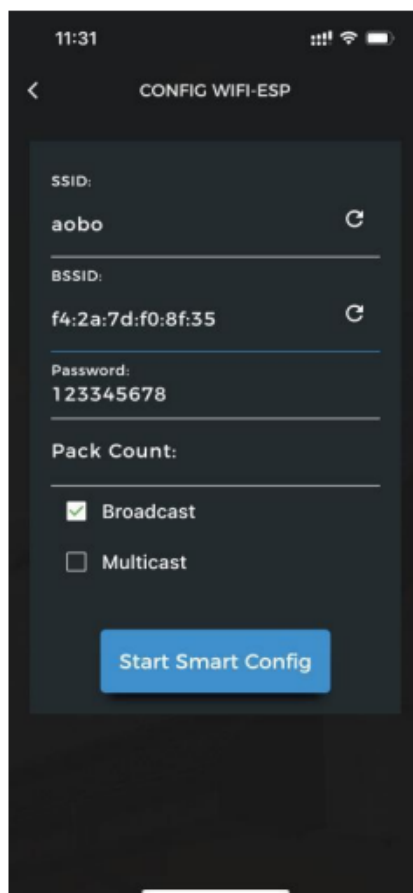 11:31
CONFIG WIFI-ESP
SSID:
aobo
BSSID:
f4:2a:7d:f0:8f:35
Password:
123345678
Pack Count:
Broadcast
Multicast
Start Smart Config